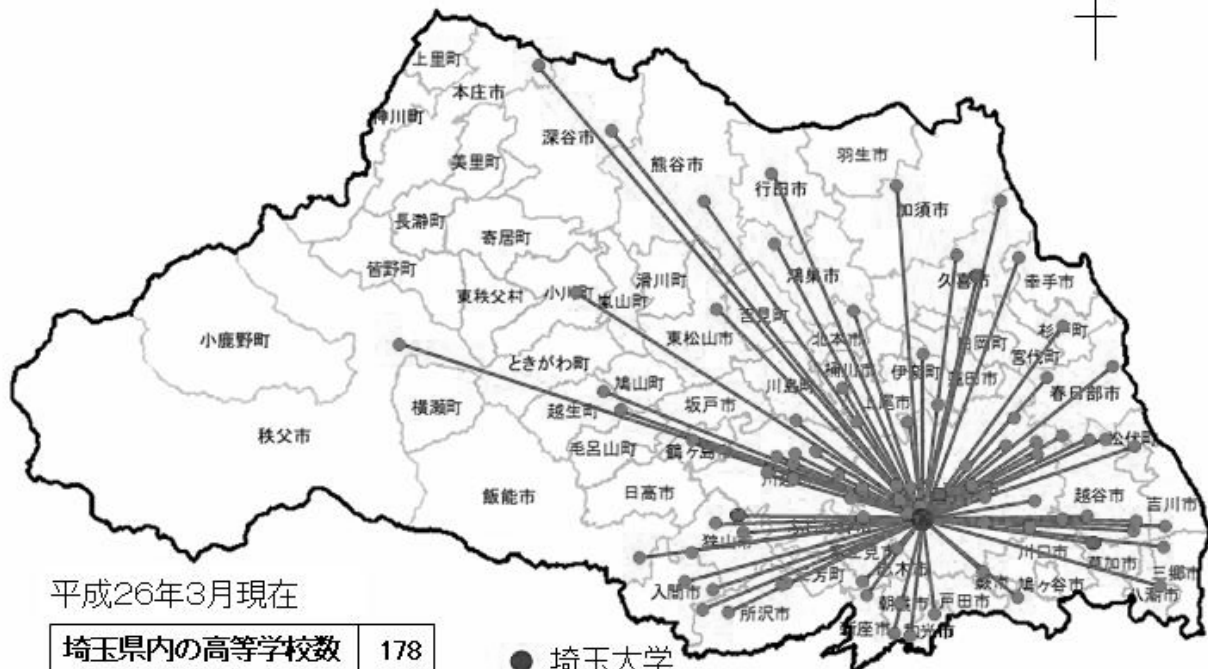 上里町
本庄市
神川町
深谷市
美里町
熊谷市
羽生市
行田市
加須市
長瀞町
寄居町
皆野町
滑川町
鴻巣市
久喜市
幸手市
東秩父村
小川町
嵐山町
吉見町
小鹿野町
東松山市
北本市
杉戸町
宮代町
ときがわ町
桶川市
伊奈町
鳩山町
川島町
春日部市
横瀬町
越生町
坂戸市
上尾市
秩父市
毛呂山町
鶴ヶ島市
松伏町
飯能市
日高市
越谷市
吉川市
狭山市
川口市
草加市
三郷市
入間市
三芳町
蕨市
鳩ヶ谷市
八潮市
所沢市
朝霞市
戸田市
新座市
和光市
平成26年3月現在
埼玉県内の高等学校数 178
埼玉大学